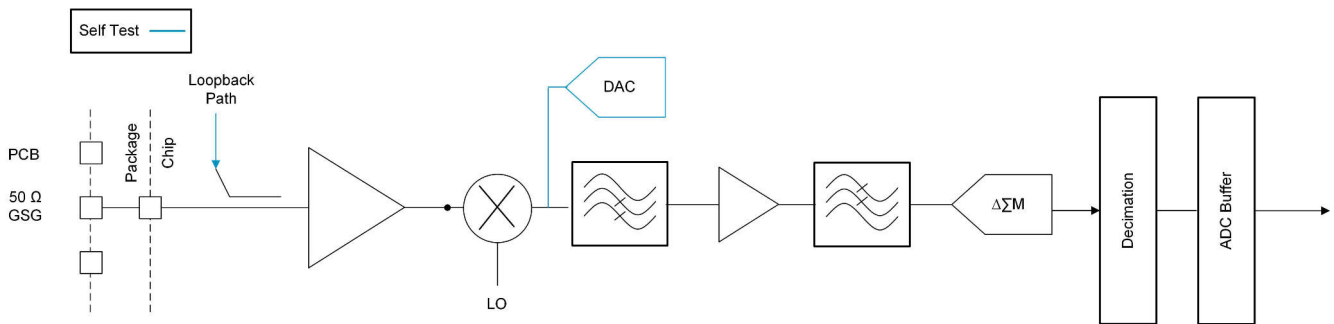 Self Test
Loopback
Path
DAC
PCB
Package
Chip
50 Ω
GSG
LO
ΔΣM
Decimation
ADC Buffer